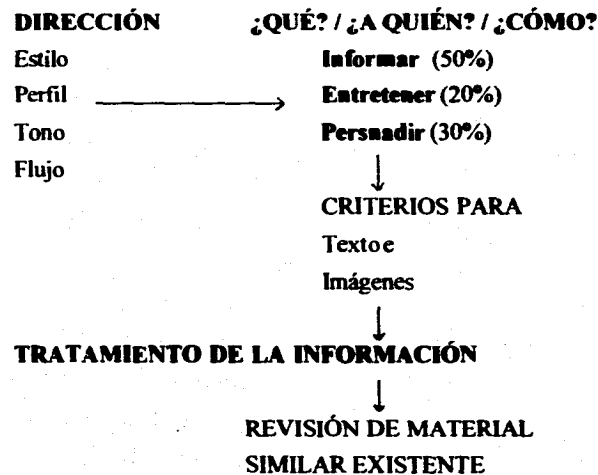 DIRECCIÓN ¿QUÉ? / ¿A QUIÉN? / ¿CÓMO?
Estilo Informar (50%)
Perfil Entretener (20%)
Tono Persnadir (30%)
Flujo
CRITERIOS PARA
Texto e
Imágenes
TRATAMIENTO DE LA INFORMACIÓN
REVISIÓN DE MATERIAL
SIMILAR EXISTENTE